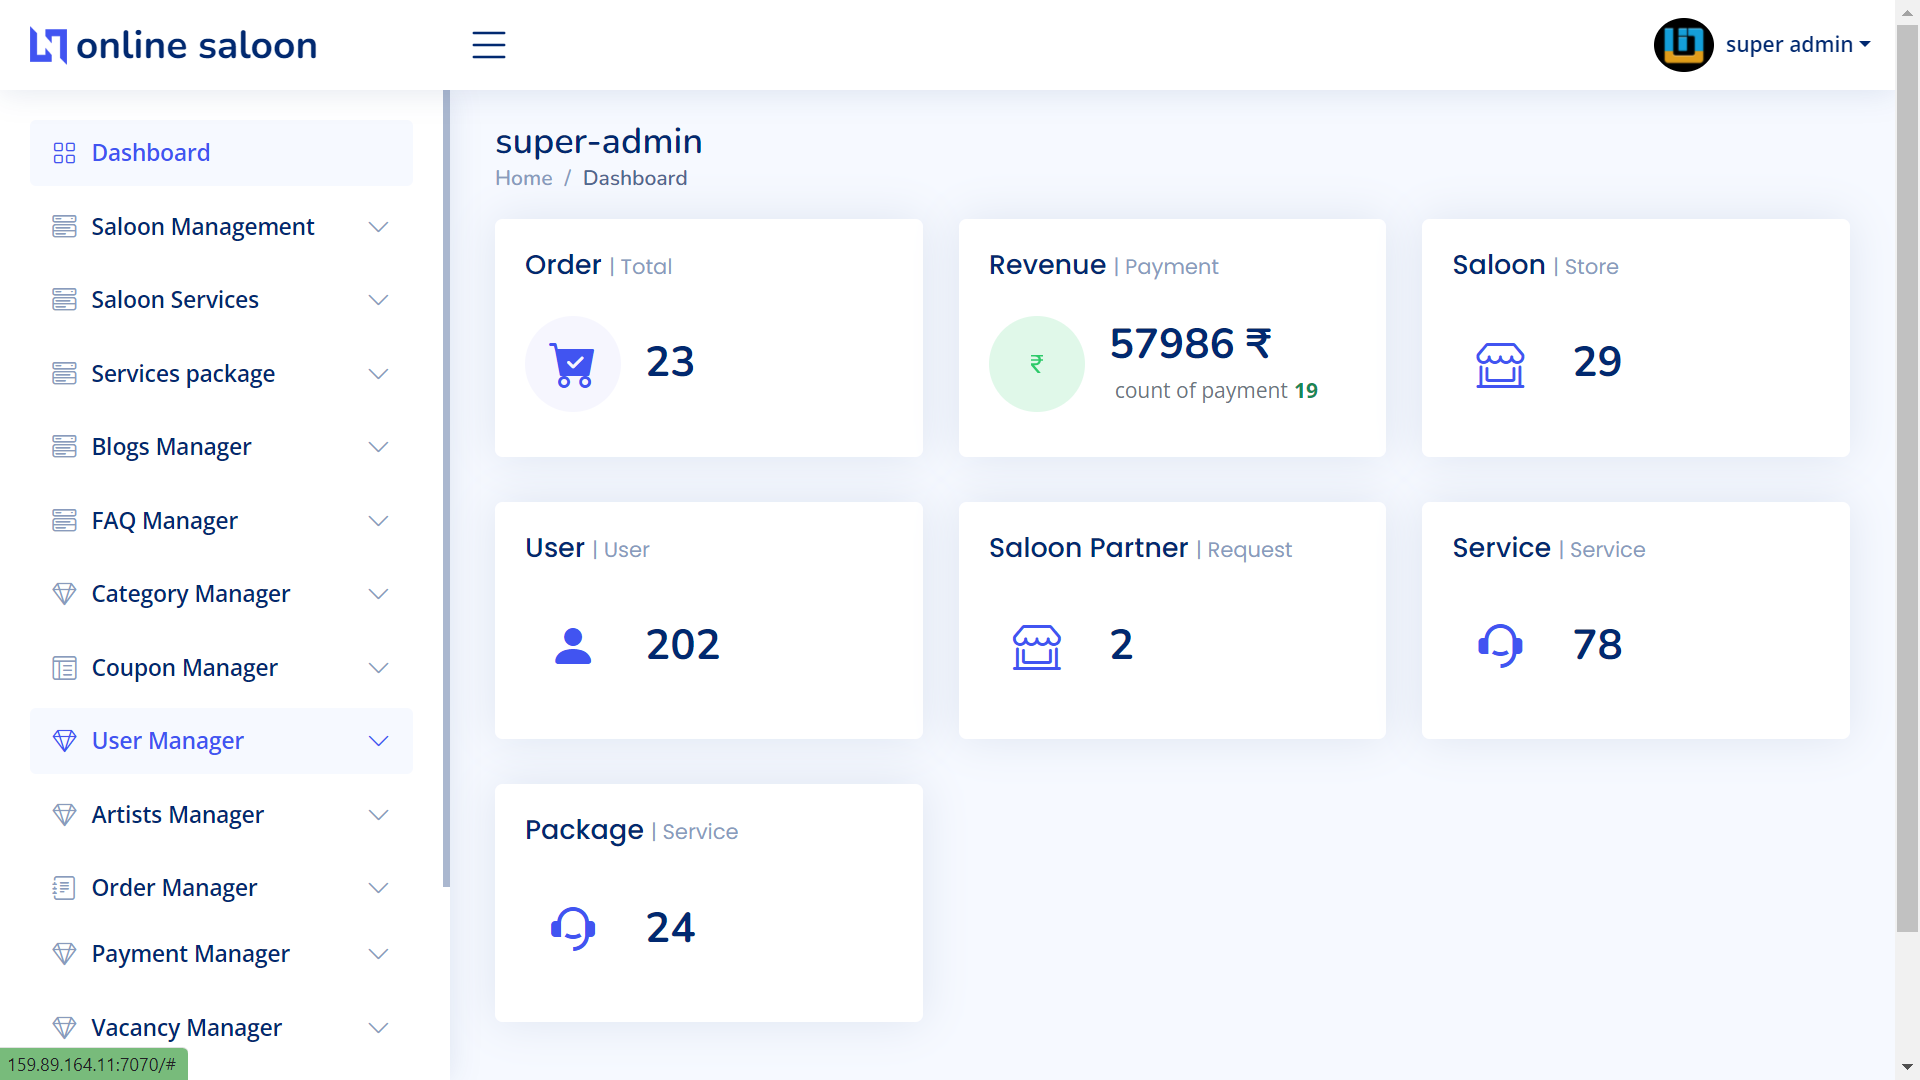 online saloon
super admin
Dashboard
Saloon Management
Saloon Services
Services package
Blogs Manager
FAQ Manager
Category Manager
Coupon Manager
User Manager
Artists Manager
Order Manager
Payment Manager
Vacancy Manager
159.89.164.11:7070/#
super-admin
Home / Dashboard
Order | Total
23
Revenue | Payment
₹
57986 ₹
count of payment 19
Saloon | Store
29
User | User
202
Saloon Partner | Request
2
Service | Service
78
Package | Service
24